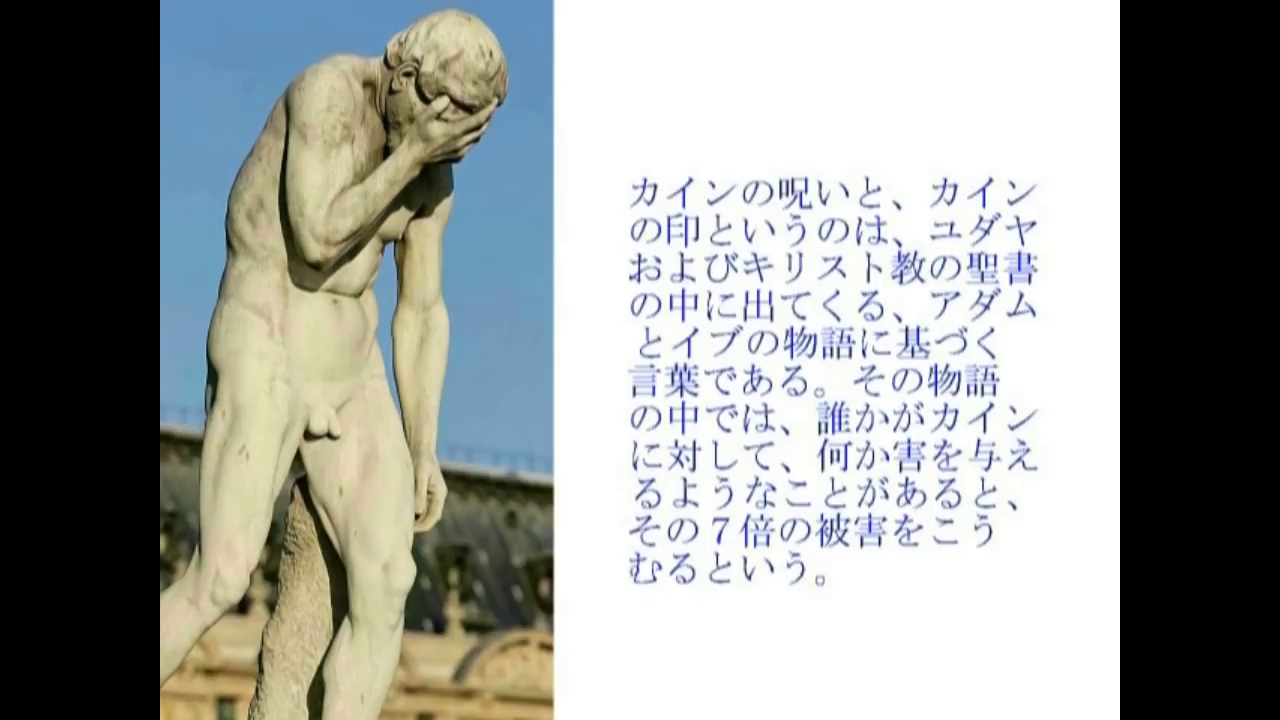 カインの呪いと、カイン
の印というのは、ユダヤ
およびキリスト教の聖書
の中に出てくる、アダム
とイブの物語に基づく
言葉である。その物語
の中では、誰かがカイン
に対して、何か害を与え
るようなことがあると、
その７倍の被害をこう
むるという。